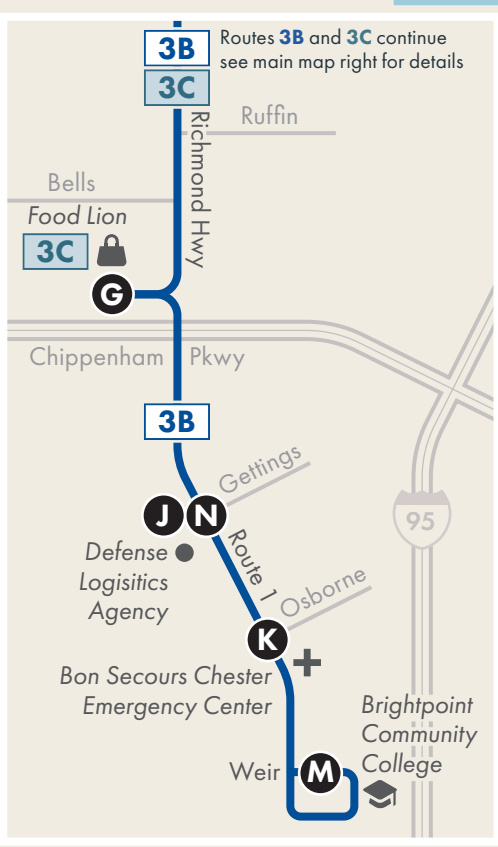 3B
3C
Routes 3B and 3C continue
see main map right for details
Richmond Hwy
Ruffin
Bells
Food Lion
3C
G
Chippenham Pkwy
3B
Gettings
J N
95
Defense
Logisitics
Agency
Route 1
Osborne
K
Bon Secours Chester
Emergency Center
Brightpoint
Community
College
Weir
M